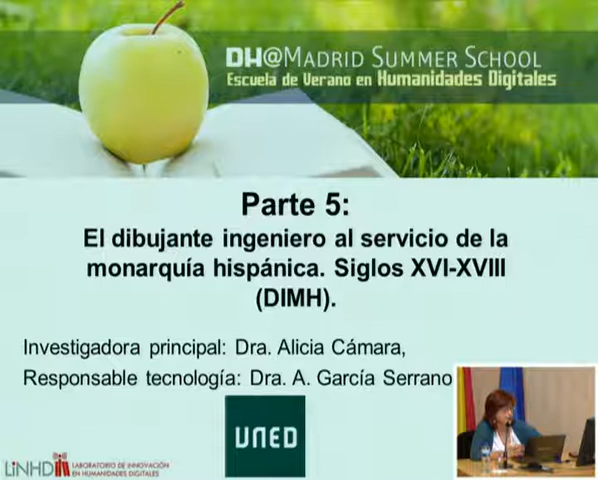 DH@MADRID SUMMER SCHOOL
Escuela de Verano en Humanidades Digitales
Parte 5:
El dibujante ingeniero al servicio de la
monarquía hispánica. Siglos XVI-XVIII
(DIMH).
Investigadora principal: Dra. Alicia Cámara,
Responsable tecnología: Dra. A. García Serrano
UNED
LINHD
LABORATORIO DE INNOVACIÓN
EN HUMANIDADES DIGITALES